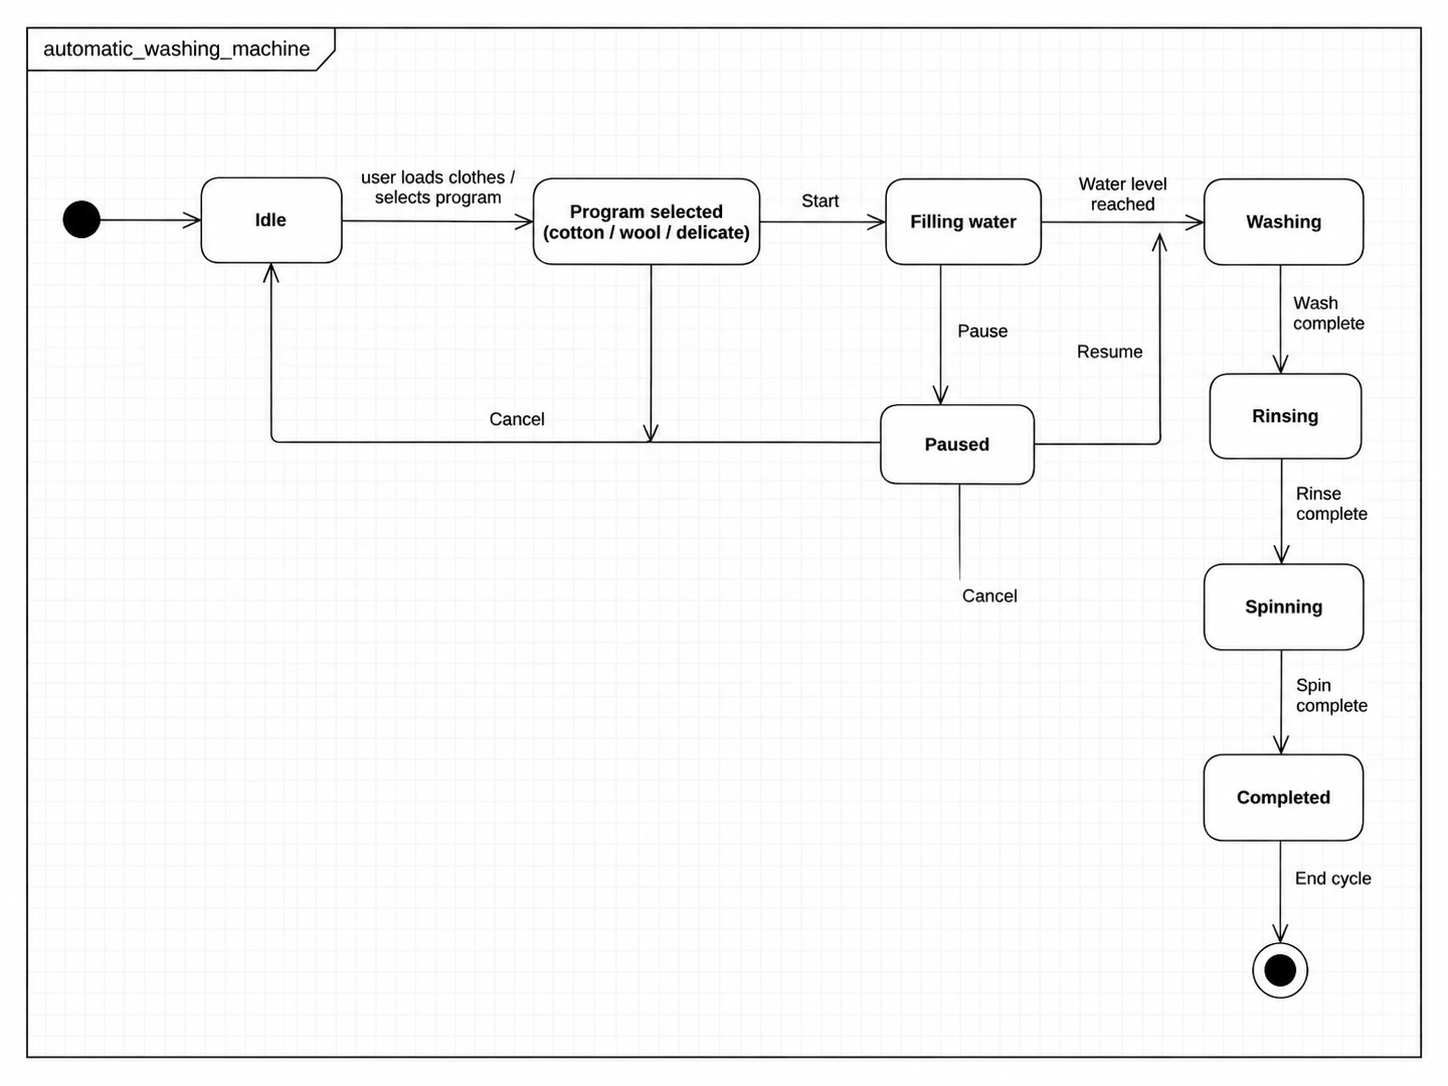 automatic_washing_machine
user loads clothes /
selects program
Idle
Program selected
(cotton / wool / delicate)
Start
Filling water
Water level
reached
Washing
Pause
Resume
Wash
complete
Cancel
Paused
Rinsing
Rinse
complete
Cancel
Spinning
Spin
complete
Completed
End cycle